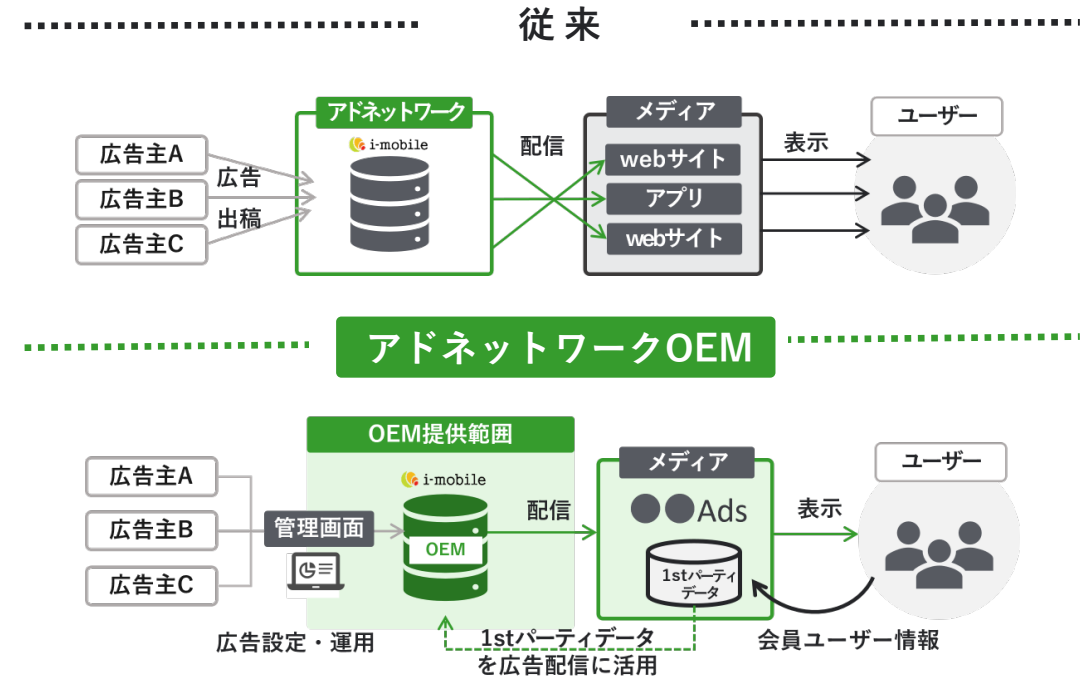 従来
アドネットワーク
i-mobile
広告主A
広告主B
広告主C
広告
出稿
配信
メディア
webサイト
アプリ
webサイト
表示
ユーザー
アドネットワークOEM
OEM提供範囲
i-mobile
OEM
広告主A
広告主B
広告主C
管理画面
広告設定・運用
配信
メディア
●●Ads
1stパーティ
データ
表示
ユーザー
1stパーティデータ
を広告配信に活用
会員ユーザー情報